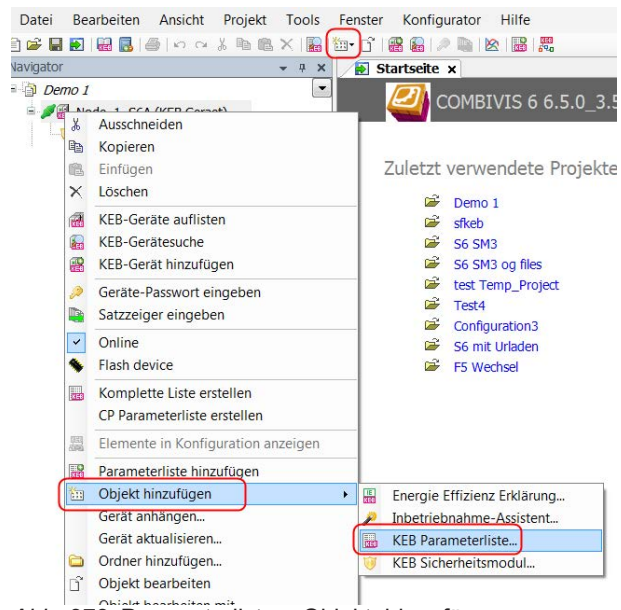 Datei Bearbeiten Ansicht Projekt Tools Fenster Konfigurator Hilfe
Navigator
Startseite x
Demo 1
COMBIVIS 6 6.5.0_3.5
Ausschneiden
Kopieren
Einfügen
Löschen
KEB-Geräte auflisten
KEB-Gerätesuche
KEB-Gerät hinzufügen
Geräte-Passwort eingeben
Satzzeiger eingeben
Online
Flash device
Komplette Liste erstellen
CP Parameterliste erstellen
Elemente in Konfiguration anzeigen
Parameterliste hinzufügen
Objekt hinzufügen
Gerät anhängen...
Gerät aktualisieren...
Ordner hinzufügen...
Objekt bearbeiten
Zuletzt verwendete Projekte
Demo 1
sfkeb
S6 SM3
S6 SM3 og files
test Temp_Project
Test4
Configuration3
S6 mit Urladen
F5 Wechsel
Energie Effizienz Erklärung...
Inbetriebnahme-Assistent...
KEB Parameterliste...
KEB Sicherheitsmodul...